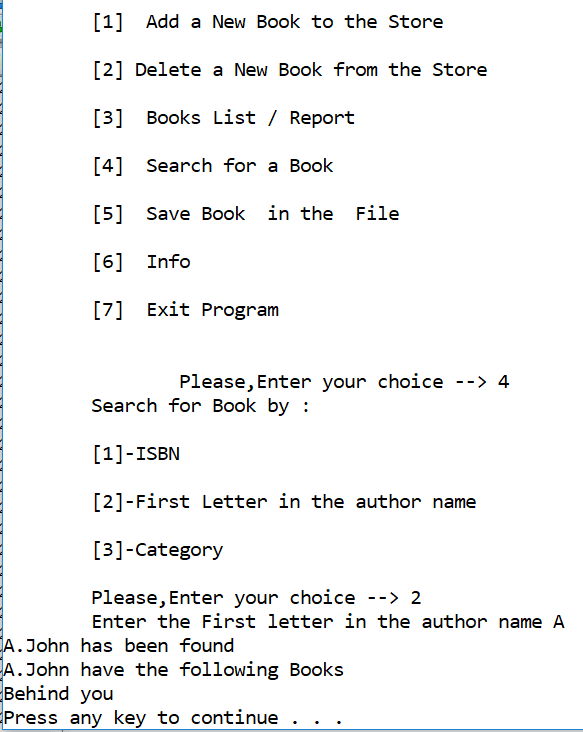 [1]  Add a New Book to the Store
[2] Delete a New Book from the Store
[3]  Books List / Report
[4]  Search for a Book
[5]  Save Book  in the  File
[6]  Info
[7]  Exit Program
Please,Enter your choice --> 4
Search for Book by :
[1]-ISBN
[2]-First Letter in the author name
[3]-Category
Please,Enter your choice --> 2
Enter the First letter in the author name A
A.John has been found
A.John have the following Books
Behind you
Press any key to continue . . .